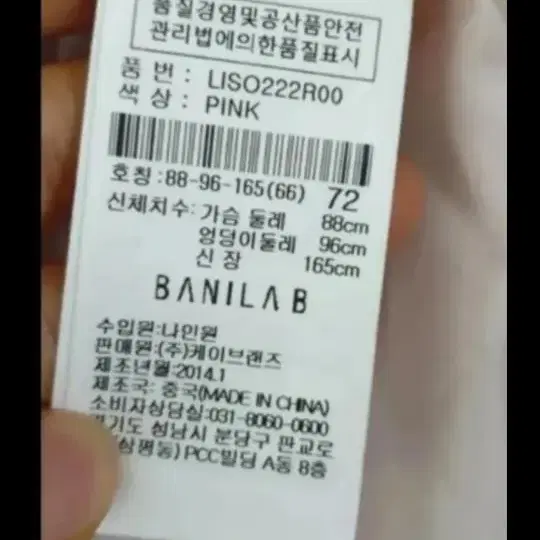 품질경영및공산품안전
관리법에의한품질표시
품 번 : LISO222R00
색 상 : PINK
호칭:88-96-165(66) 72
신체치수: 가슴 둘레 88cm
엉덩이둘레 96cm
신 장 165cm
BANILA B
수입원:나인원
판매원:(주)케이브랜즈
제조년월:2014.1
제조국: 중국(MADE IN CHINA)
소비자상담실:031-8060-0600
경기도 성남시 분당구 판교로
(삼평동) PCC빌딩 A동 8층